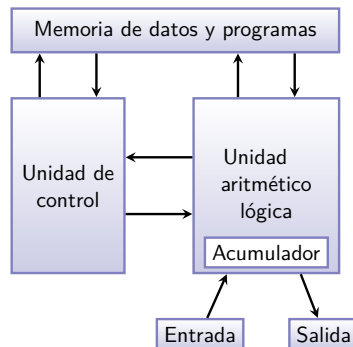 Memoria de datos y programas
Unidad de
control
Unidad
aritmético
lógica
Acumulador
Entrada
Salida